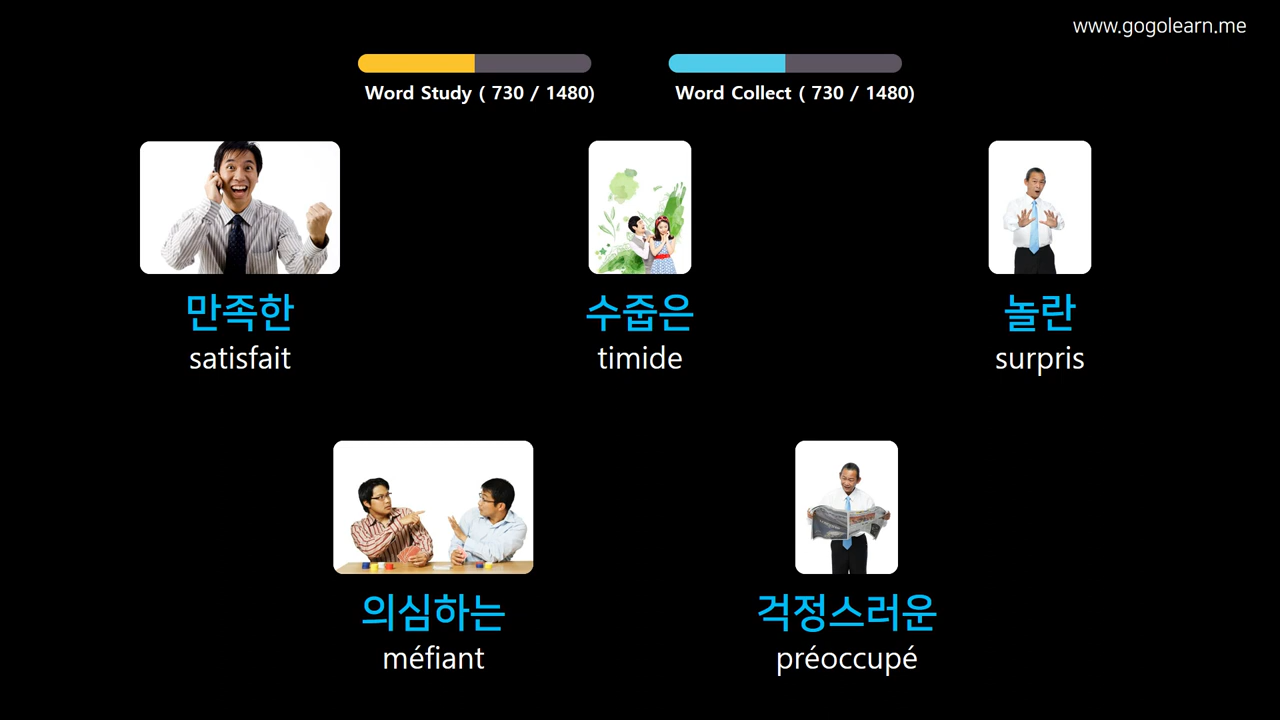 www.gogolearn.me
Word Study ( 730 / 1480)
Word Collect ( 730 / 1480)
만족한
satisfait
수줍은
timide
놀란
surpris
의심하는
méfiant
걱정스러운
préoccupé